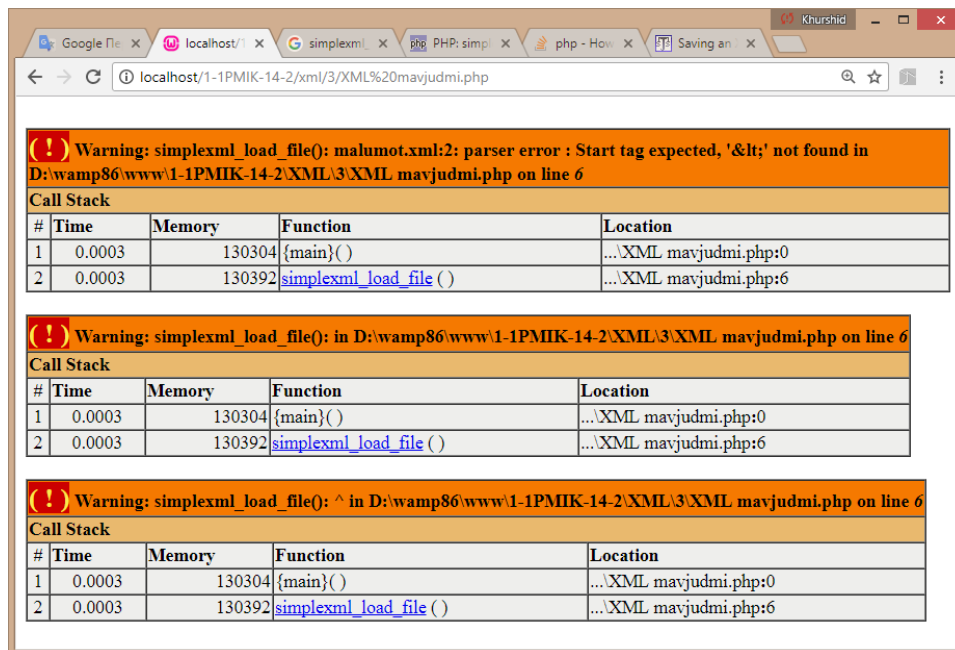 Khurshid
Google Пе
localhost/1
simplexml_
php PHP: simpl
php - How
Saving an
localhost/1-1PMIK-14-2/xml/3/XML%20mavjudmi.php
( ! ) Warning: simplexml_load_file(): malumot.xml:2: parser error : Start tag expected, '&lt;' not found in
D:\wamp86\www\1-1PMIK-14-2\XML\3\XML mavjudmi.php on line 6
Call Stack
# Time Memory Function Location
1 0.0003 130304 {main}( ) ...\XML mavjudmi.php:0
2 0.0003 130392 simplexml_load_file ( ) ...\XML mavjudmi.php:6
( ! ) Warning: simplexml_load_file(): in D:\wamp86\www\1-1PMIK-14-2\XML\3\XML mavjudmi.php on line 6
Call Stack
# Time Memory Function Location
1 0.0003 130304 {main}( ) ...\XML mavjudmi.php:0
2 0.0003 130392 simplexml_load_file ( ) ...\XML mavjudmi.php:6
( ! ) Warning: simplexml_load_file(): ^ in D:\wamp86\www\1-1PMIK-14-2\XML\3\XML mavjudmi.php on line 6
Call Stack
# Time Memory Function Location
1 0.0003 130304 {main}( ) ...\XML mavjudmi.php:0
2 0.0003 130392 simplexml_load_file ( ) ...\XML mavjudmi.php:6